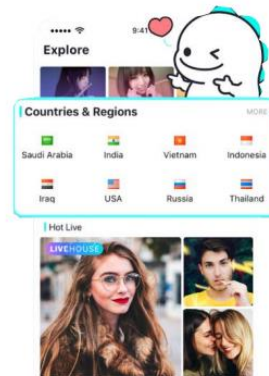 9:41
Explore
Countries & Regions MORE
Saudi Arabia India Vietnam Indonesia
Iraq USA Russia Thailand
Hot Live
LIVEHOUSE